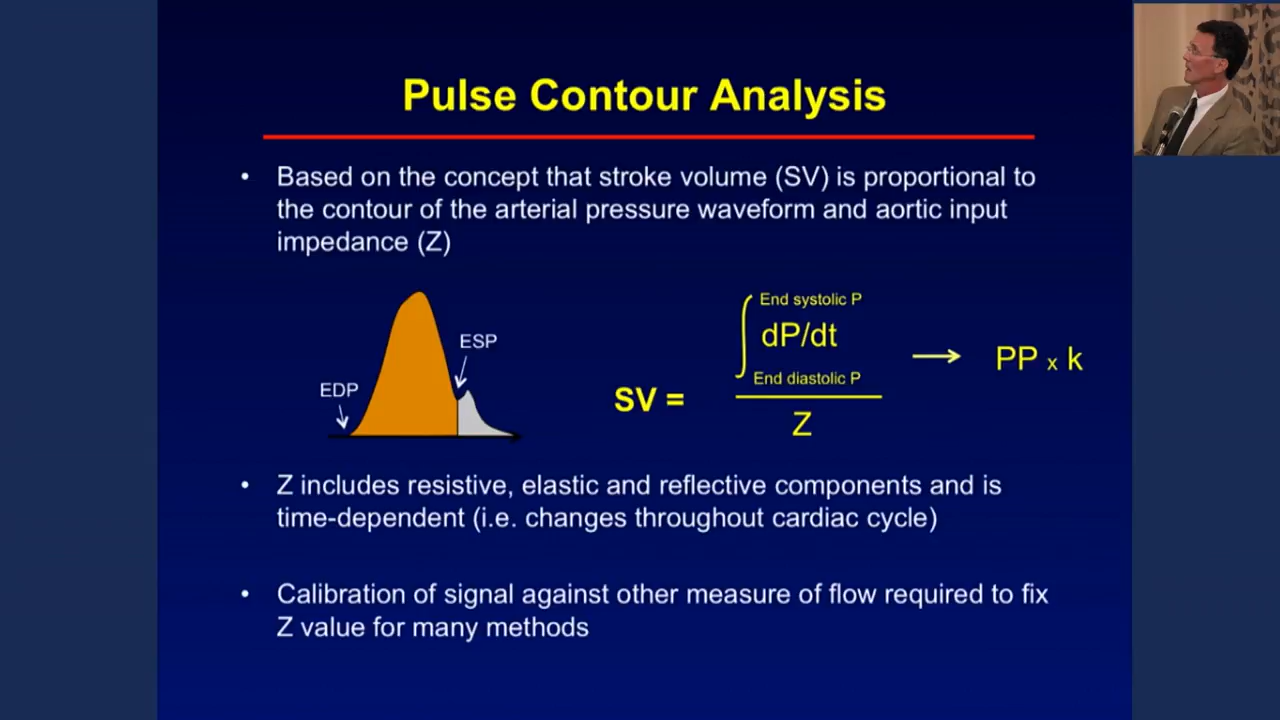 Pulse Contour Analysis
• Based on the concept that stroke volume (SV) is proportional to
the contour of the arterial pressure waveform and aortic input
impedance (Z)
EDP
ESP
SV =
∫
End systolic P
dP/dt
End diastolic P
Z
→ PP x k
• Z includes resistive, elastic and reflective components and is
time-dependent (i.e. changes throughout cardiac cycle)
• Calibration of signal against other measure of flow required to fix
Z value for many methods